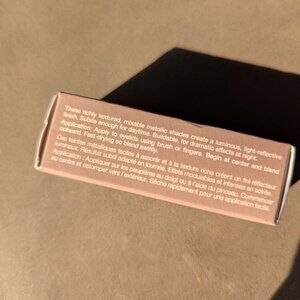 These richly textured, mixable metallic shades create a luminous, light-reflective
finish. Subtle enough for daytime. Buildable, for dramatic effects at night.
Application: Apply to eyelids using brush or fingers. Begin at center and blend
outward. Fast-drying so blend swiftly.
Des teintes métalliques faciles à assortir et à la texture riche créent un fini réflecteur
lumineux. Résultat subtil adapté en journée. Effets modulables et intenses en soirée.
Application : Appliquer sur les paupières au doigt ou à l'aide du pinceau. Commencer
au centre et estomper vers l'extérieur. Sèche rapidement pour une application facile.